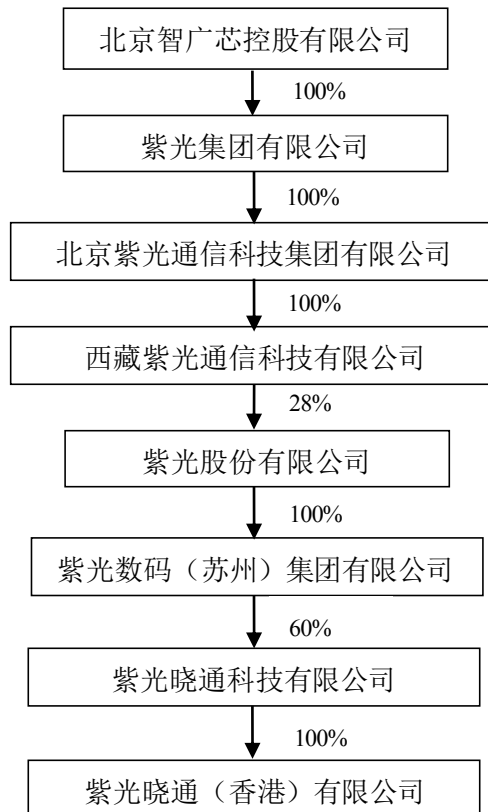 北京智广芯控股有限公司
100%
紫光集团有限公司
100%
北京紫光通信科技集团有限公司
100%
西藏紫光通信科技有限公司
28%
紫光股份有限公司
100%
紫光数码（苏州）集团有限公司
60%
紫光晓通科技有限公司
100%
紫光晓通（香港）有限公司